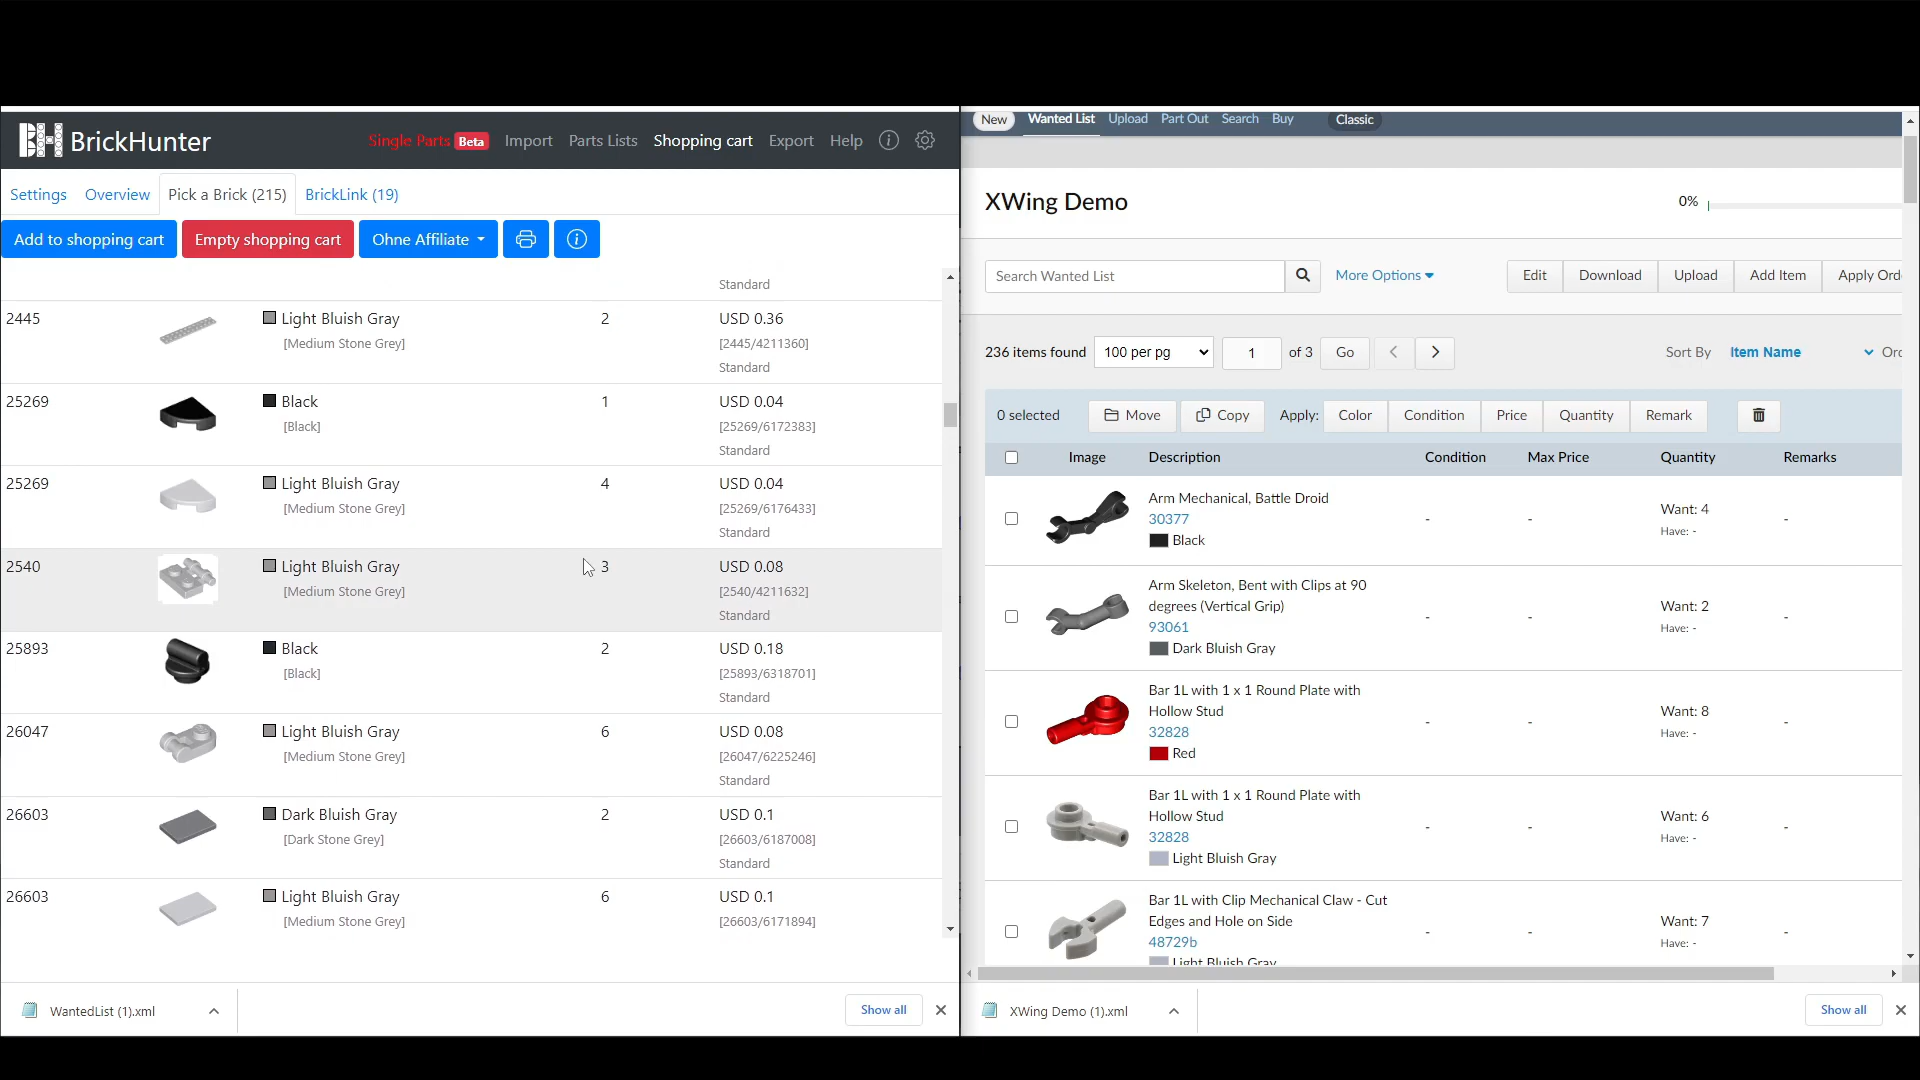 BrickHunter
Single Parts Beta Import Parts Lists Shopping cart Export Help
Settings Overview Pick a Brick (215) BrickLink (19)
Add to shopping cart Empty shopping cart Ohne Affiliate
Standard
2445 Light Bluish Gray 2 USD 0.36
[Medium Stone Grey] [2445/4211360]
Standard
25269 Black 1 USD 0.04
[Black] [25269/6172383]
Standard
25269 Light Bluish Gray 4 USD 0.04
[Medium Stone Grey] [25269/6176433]
Standard
2540 Light Bluish Gray 3 USD 0.08
[Medium Stone Grey] [2540/4211632]
Standard
25893 Black 2 USD 0.18
[Black] [25893/6318701]
Standard
26047 Light Bluish Gray 6 USD 0.08
[Medium Stone Grey] [26047/6225246]
Standard
26603 Dark Bluish Gray 2 USD 0.1
[Dark Stone Grey] [26603/6187008]
Standard
26603 Light Bluish Gray 6 USD 0.1
[Medium Stone Grey] [26603/6171894]
WantedList (1).xml Show all
New Wanted List Upload Part Out Search Buy Classic
XWing Demo 0%
Search Wanted List More Options Edit Download Upload Add Item Apply Ord
236 items found 100 per pg 1 of 3 Go Sort By Item Name Ord
0 selected Move Copy Apply: Color Condition Price Quantity Remark
Image Description Condition Max Price Quantity Remarks
Arm Mechanical, Battle Droid
30377 - - Want: 4 -
Black Have: -
Arm Skeleton, Bent with Clips at 90
degrees (Vertical Grip) Want: 2
93061 - - Have: - -
Dark Bluish Gray
Bar 1L with 1 x 1 Round Plate with
Hollow Stud Want: 8
32828 - - Have: - -
Red
Bar 1L with 1 x 1 Round Plate with
Hollow Stud Want: 6
32828 - - Have: - -
Light Bluish Gray
Bar 1L with Clip Mechanical Claw - Cut
Edges and Hole on Side Want: 7
48729b - - Have: - -
Light Bluish Gray
XWing Demo (1).xml Show all